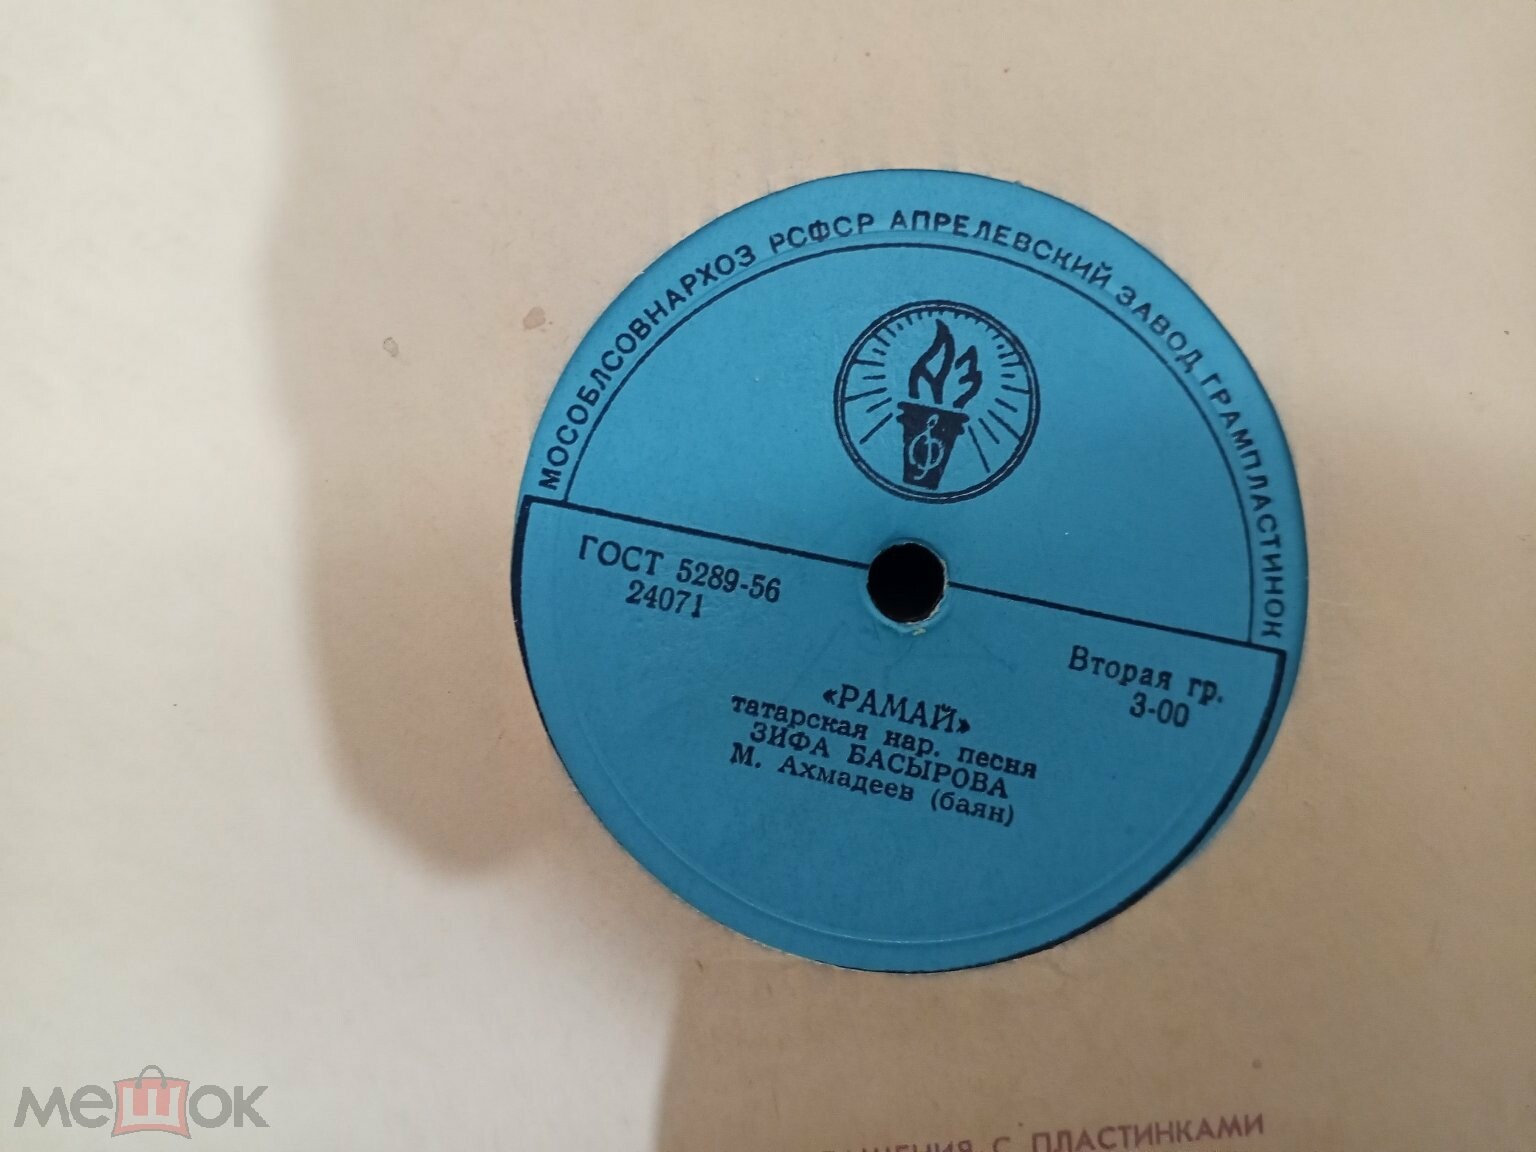 МОСОБЛСОВНАРХОЗ РСФСР АПРЕЛЕВСКИЙ ЗАВОД ГРАМПЛАСТИНОК
АЗ
ГОСТ 5289-56
24071
Вторая гр.
3-00
«РАМАЙ»
татарская нар. песня
ЗИФА БАСЫРОВА
М. Ахмадеев (баян)
С ПЛАСТИНКАМИ
мешок